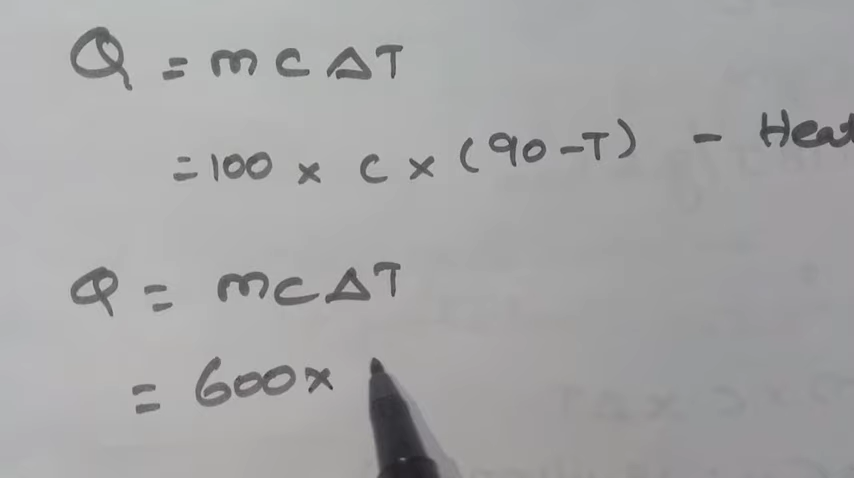 Q = mcΔT
= 100 × c × (90 - T) - Heat
Q = mcΔT
= 600 ×